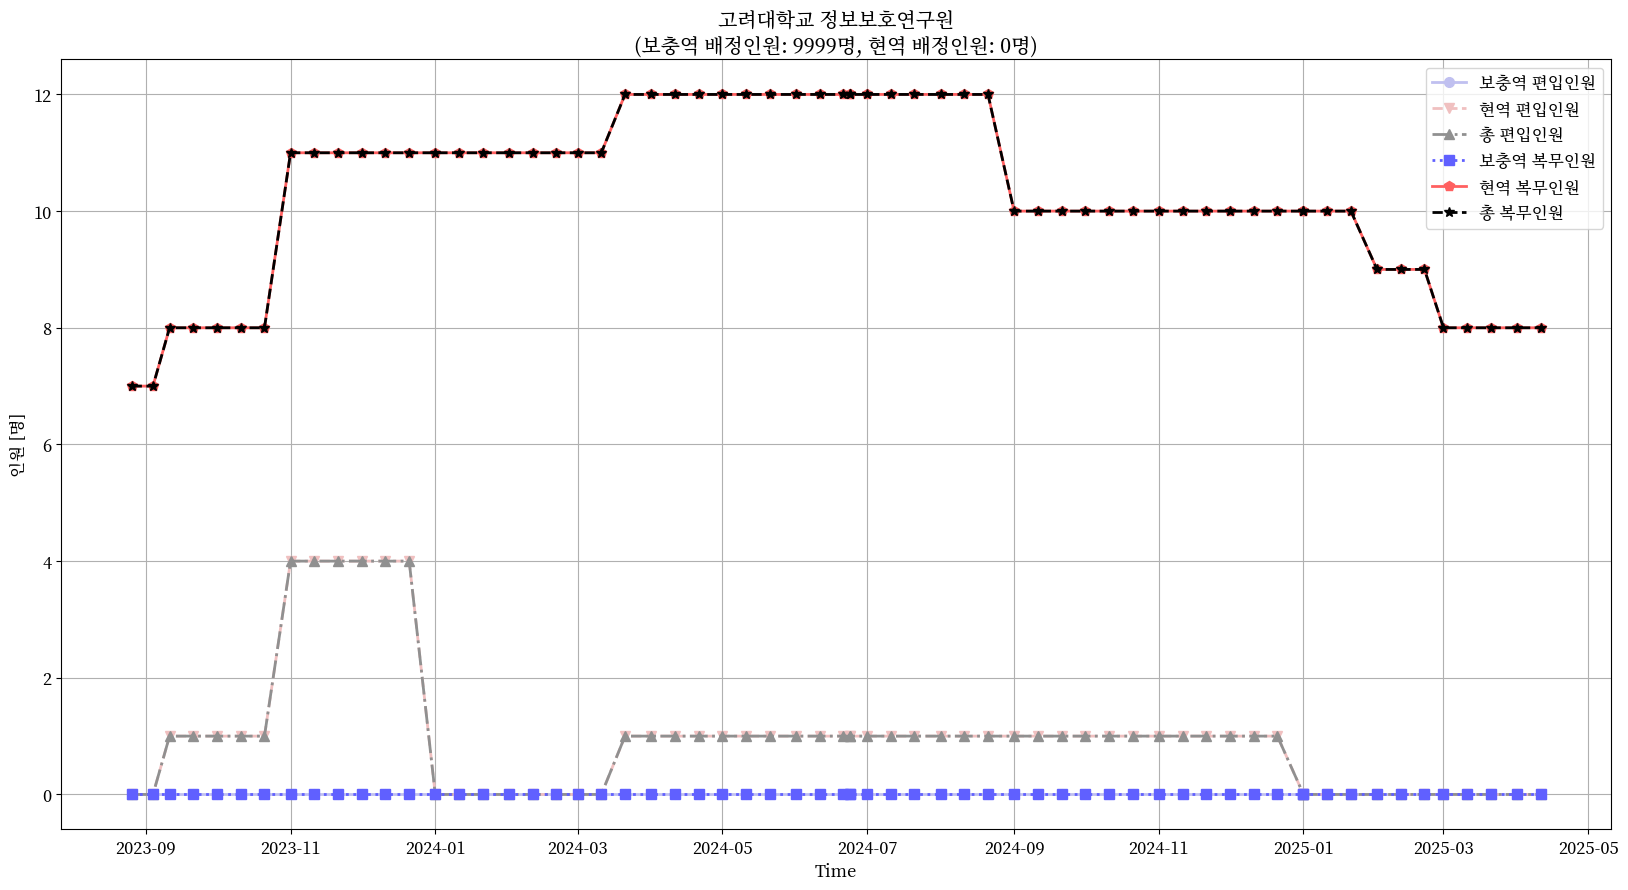 고려대학교 정보보호연구원
(보충역 배정인원: 9999명, 현역 배정인원: 0명)
보충역 편입인원
현역 편입인원
총 편입인원
보충역 복무인원
현역 복무인원
총 복무인원
인원 [명]
12
10
8
6
4
2
0
2023-09
2023-11
2024-01
2024-03
2024-05
2024-07
2024-09
2024-11
2025-01
2025-03
2025-05
Time